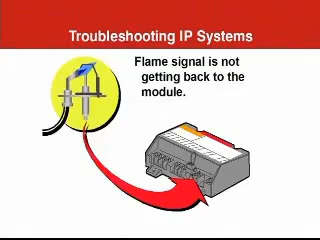 Troubleshooting IP Systems
Flame signal is not
getting back to the
module.